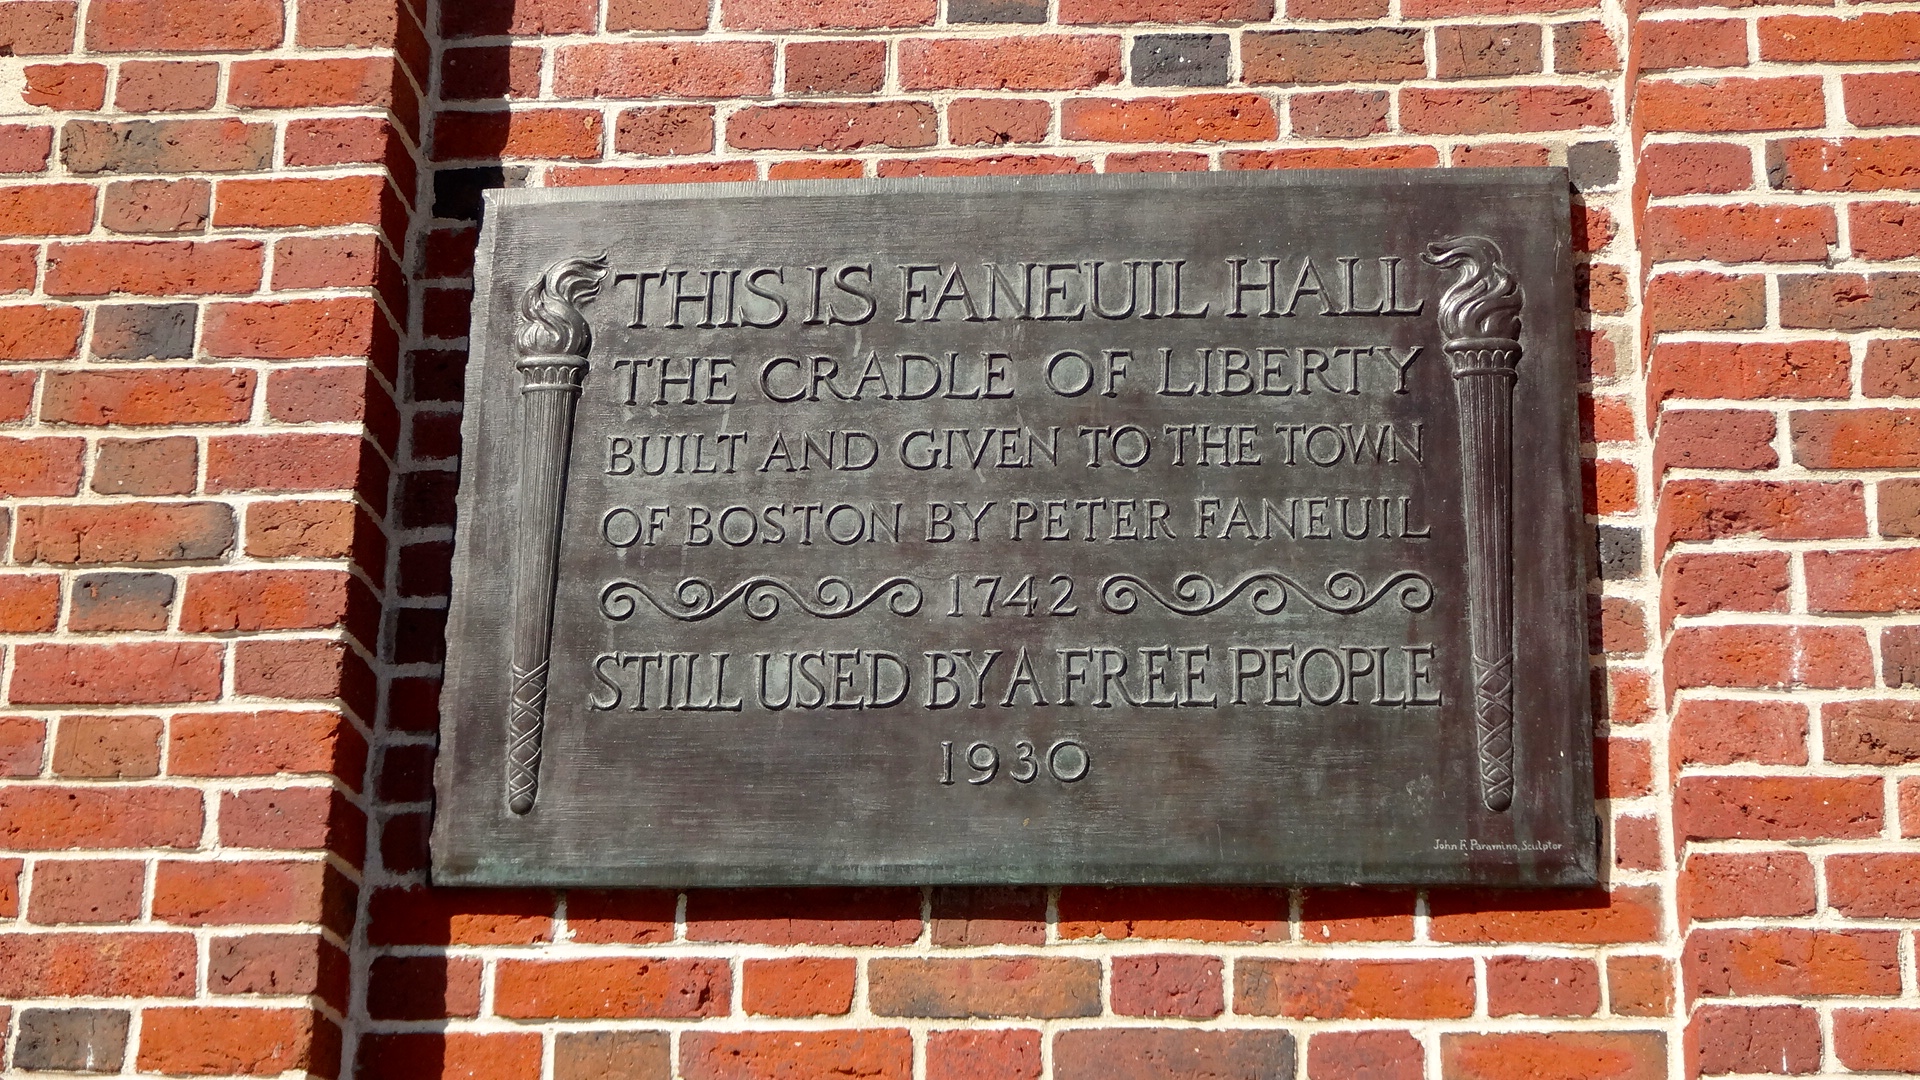 THIS IS FANEUIL HALL
THE CRADLE OF LIBERTY
BUILT AND GIVEN TO THE TOWN
OF BOSTON BY PETER FANEUIL
1742
STILL USED BY A FREE PEOPLE
1930
John F. Paramino, Sculptor